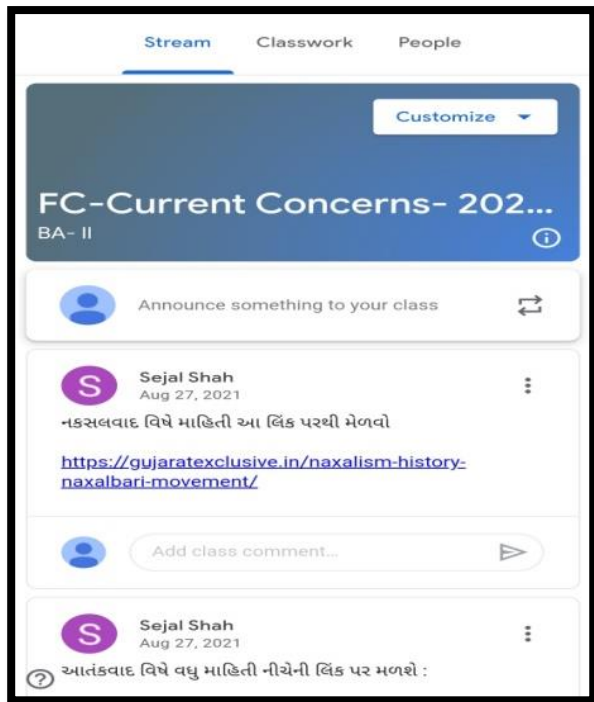 Stream Classwork People
Customize
FC-Current Concerns- 202...
BA- II
Announce something to your class
S Sejal Shah
Aug 27, 2021
નકસલવાદ વિષે માહિતી આ લિંક પરથી મેળવો
https://gujaratexclusive.in/naxalism-history-
naxalbari-movement/
Add class comment...
S Sejal Shah
Aug 27, 2021
આતંકવાદ વિષે વધુ માહિતી નીચેની લિંક પર મળશે :